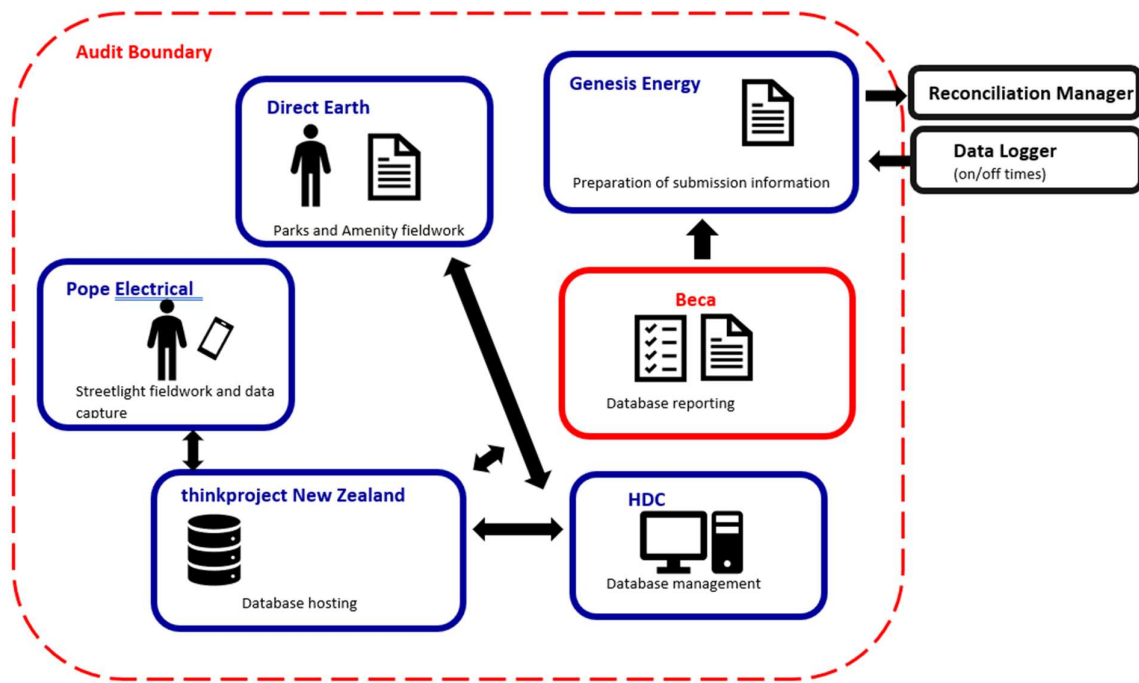 Audit Boundary
Direct Earth
Parks and Amenity fieldwork
Genesis Energy
Preparation of submission information
Reconciliation Manager
Data Logger
(on/off times)
Pope Electrical
Streetlight fieldwork and data
capture
Beca
Database reporting
thinkproject New Zealand
Database hosting
HDC
Database management